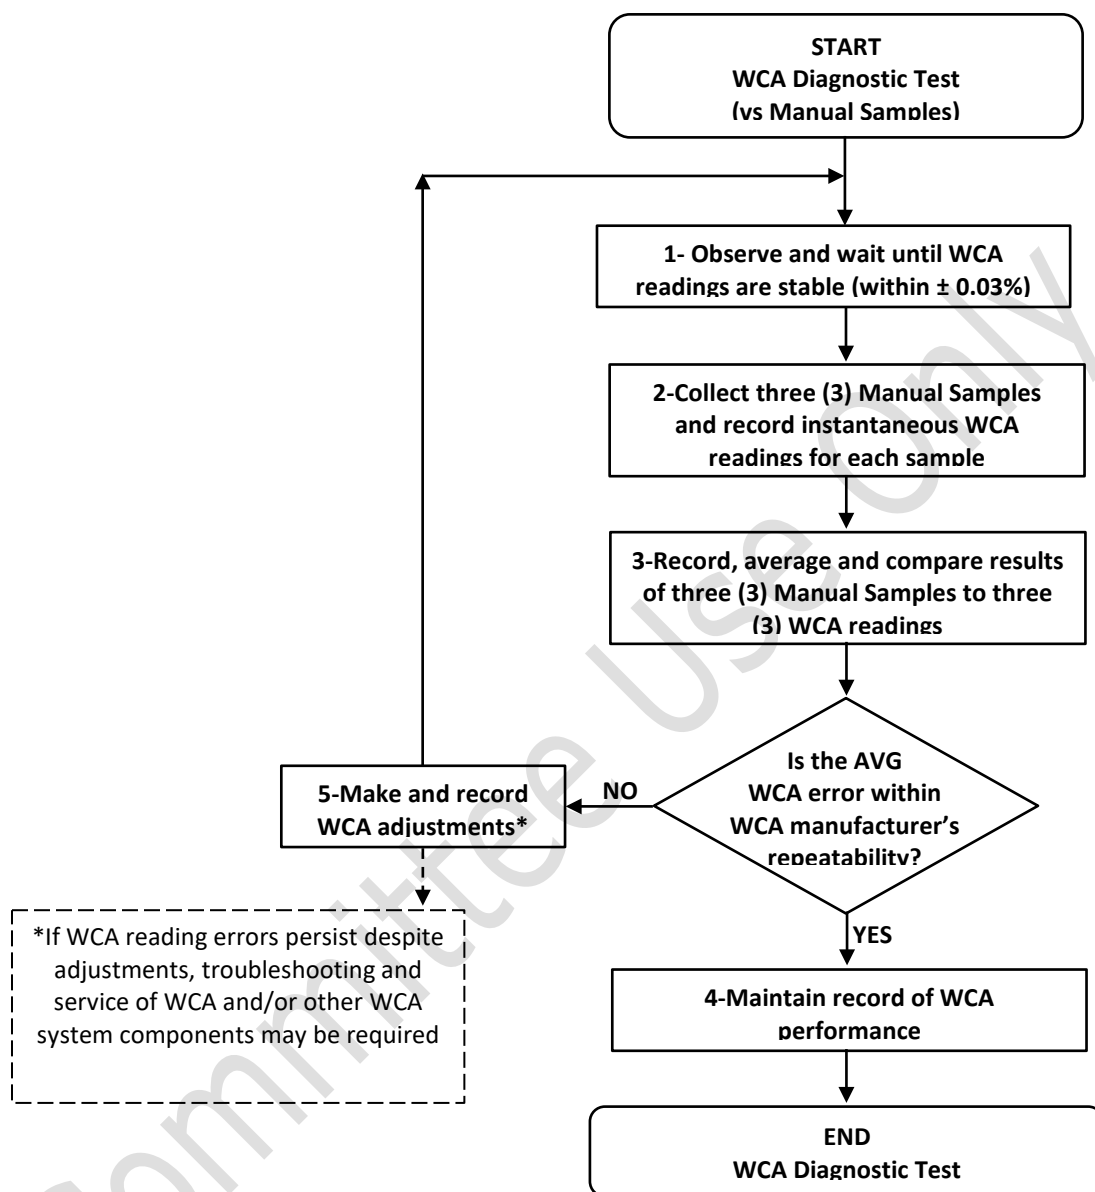 START
WCA Diagnostic Test
(vs Manual Samples)
1- Observe and wait until WCA
readings are stable (within ± 0.03%)
2-Collect three (3) Manual Samples
and record instantaneous WCA
readings for each sample
3-Record, average and compare results
of three (3) Manual Samples to three
(3) WCA readings
Is the AVG
WCA error within
WCA manufacturer’s
repeatability?
NO
5-Make and record
WCA adjustments*
*If WCA reading errors persist despite
adjustments, troubleshooting and
service of WCA and/or other WCA
system components may be required
YES
4-Maintain record of WCA
performance
END
WCA Diagnostic Test
Committee Use Only